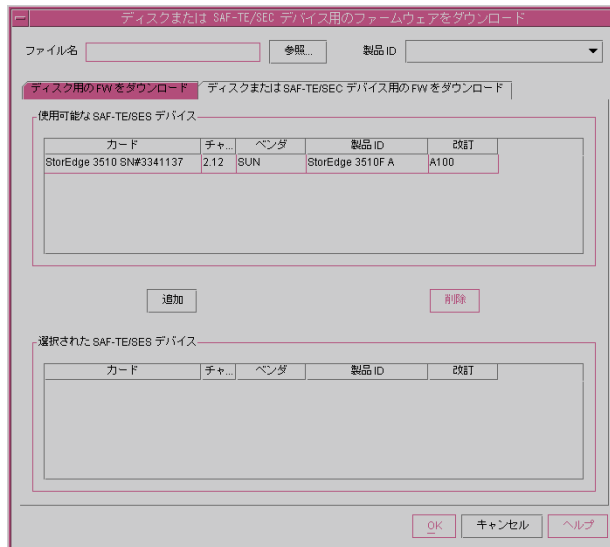 ディスクまたは SAF-TE/SEC デバイス用のファームウェアをダウンロード
ファイル名 参照... 製品 ID
ディスク用の FW をダウンロード ディスクまたは SAF-TE/SEC デバイス用の FW をダウンロード
使用可能な SAF-TE/SES デバイス
カード チャ... ベンダ 製品 ID 改訂
StorEdge 3510 SN#3341137 2.12 SUN StorEdge 3510F A A100
追加 削除
選択された SAF-TE/SES デバイス
カード チャ... ベンダ 製品 ID 改訂
OK キャンセル ヘルプ